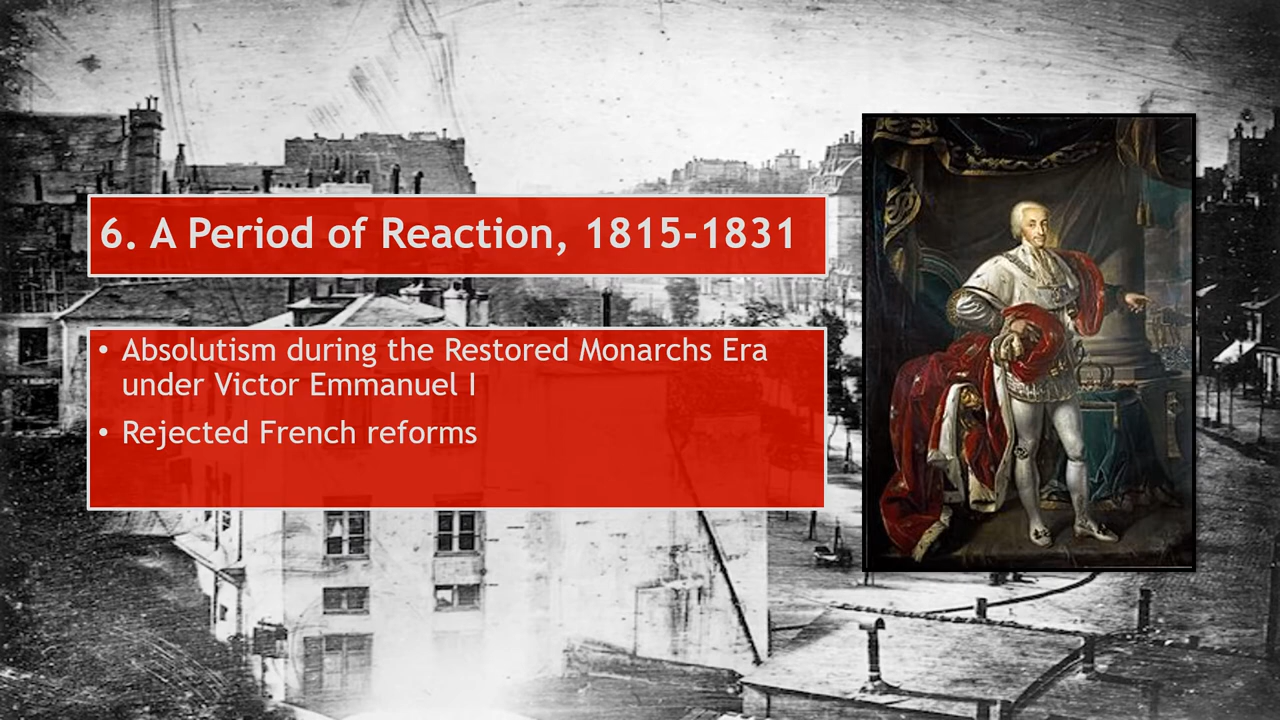 6. A Period of Reaction, 1815-1831
• Absolutism during the Restored Monarchs Era
under Victor Emmanuel I
• Rejected French reforms